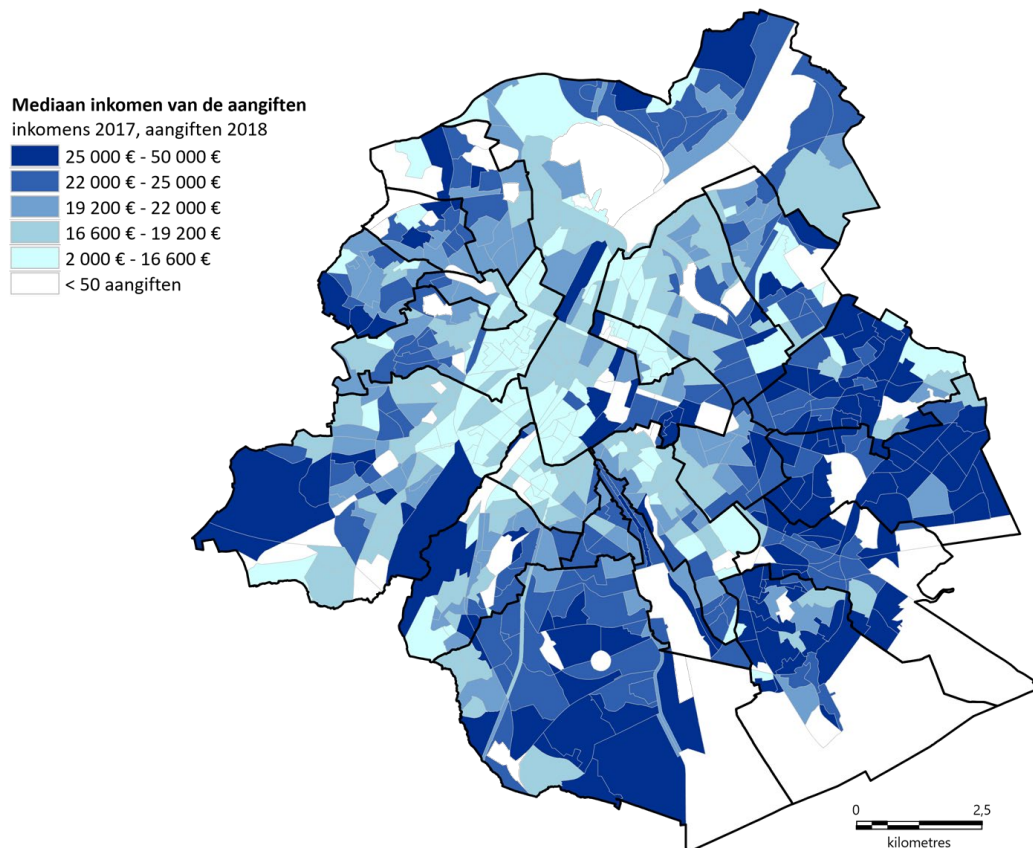 Mediaan inkomen van de aangiften
inkomens 2017, aangiften 2018
25 000 € - 50 000 €
22 000 € - 25 000 €
19 200 € - 22 000 €
16 600 € - 19 200 €
2 000 € - 16 600 €
< 50 aangiften
0 2,5
kilometres